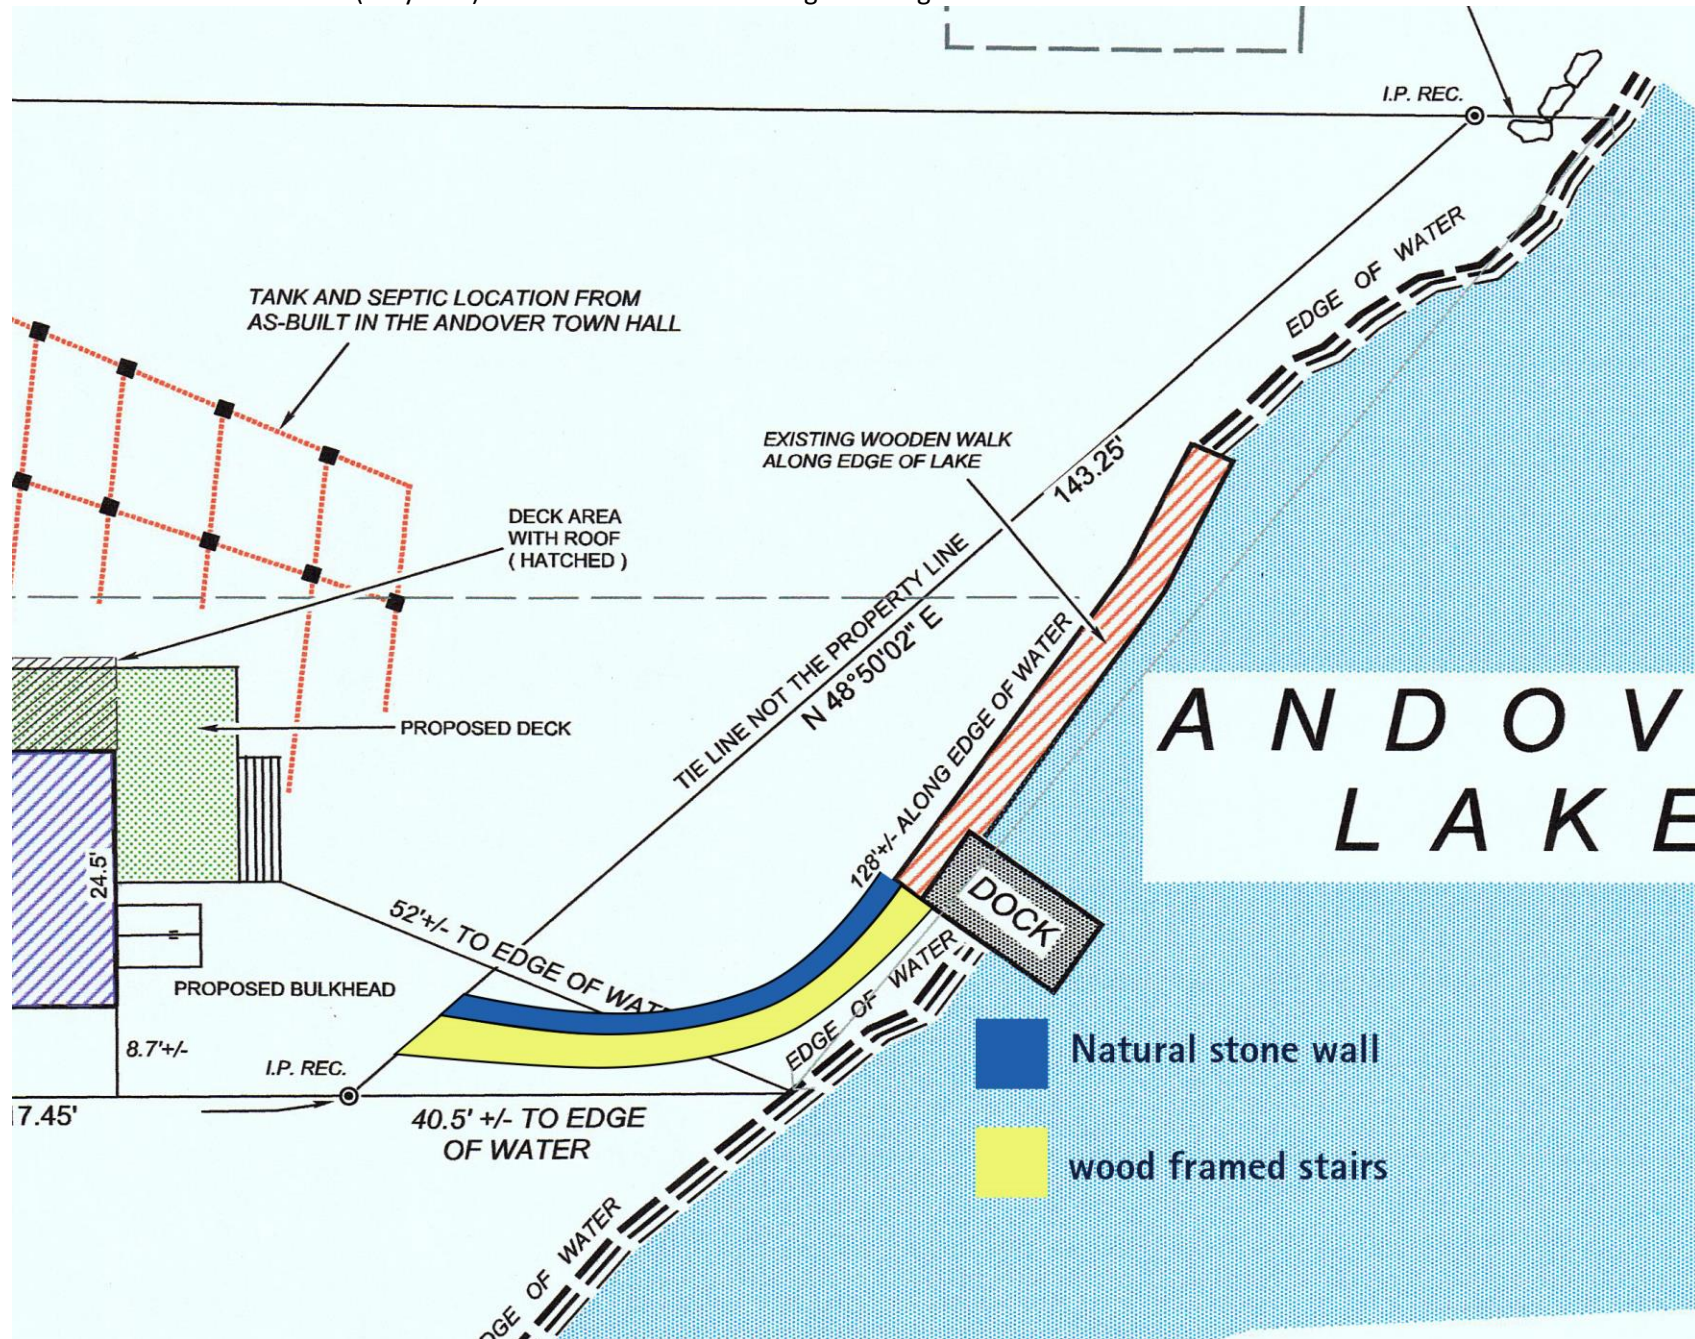 I.P. REC.
EDGE OF WATER
TANK AND SEPTIC LOCATION FROM
AS-BUILT IN THE ANDOVER TOWN HALL
EXISTING WOODEN WALK
ALONG EDGE OF LAKE
143.25'
DECK AREA
WITH ROOF
( HATCHED )
TIE LINE NOT THE PROPERTY LINE
N 48°50'02" E
128'+/- ALONG EDGE OF WATER
PROPOSED DECK
ANDOV
LAKE
24.5'
DOCK
52'+/- TO EDGE OF WAT
EDGE OF WATER
PROPOSED BULKHEAD
8.7'+/-
I.P. REC.
17.45'
40.5' +/- TO EDGE
OF WATER
Natural stone wall
wood framed stairs
DGE OF WATER